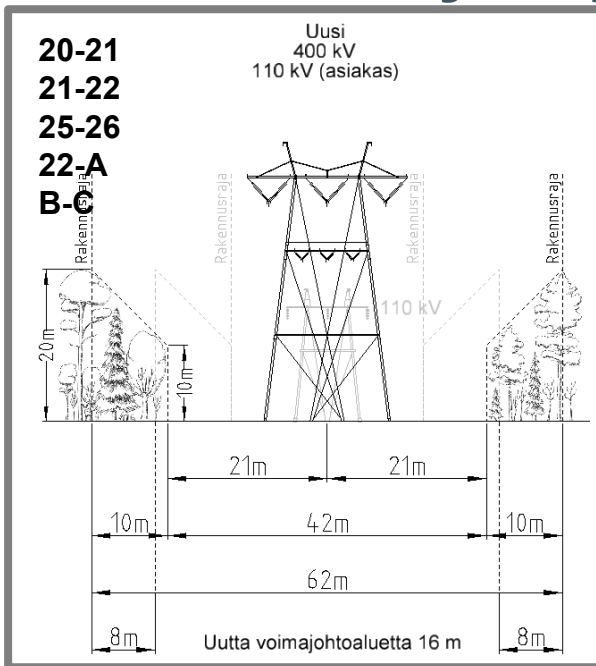 20-21
21-22
25-26
22-A
B-C
Uusi
400 kV
110 kV (asiakas)
Rakennusraja
Rakennusraja
Rakennusraja
Rakennusraja
110 kV
20m
10m
21m
21m
10m
42m
10m
62m
8m
Uutta voimajohtoaluetta 16 m
8m